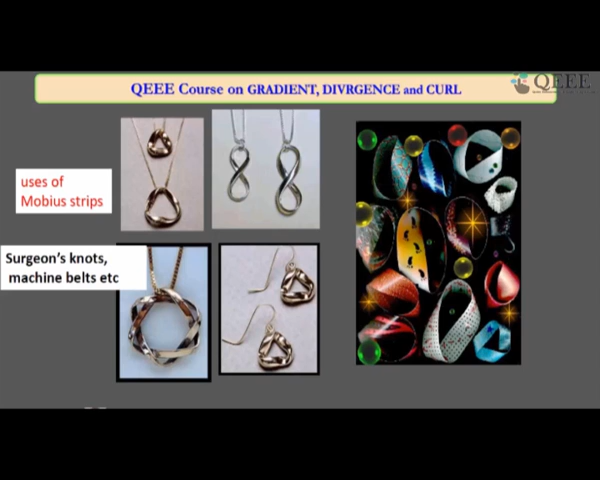 QEEE
QEEE Course on GRADIENT, DIVRGENCE and CURL
uses of
Mobius strips
Surgeon's knots,
machine belts etc